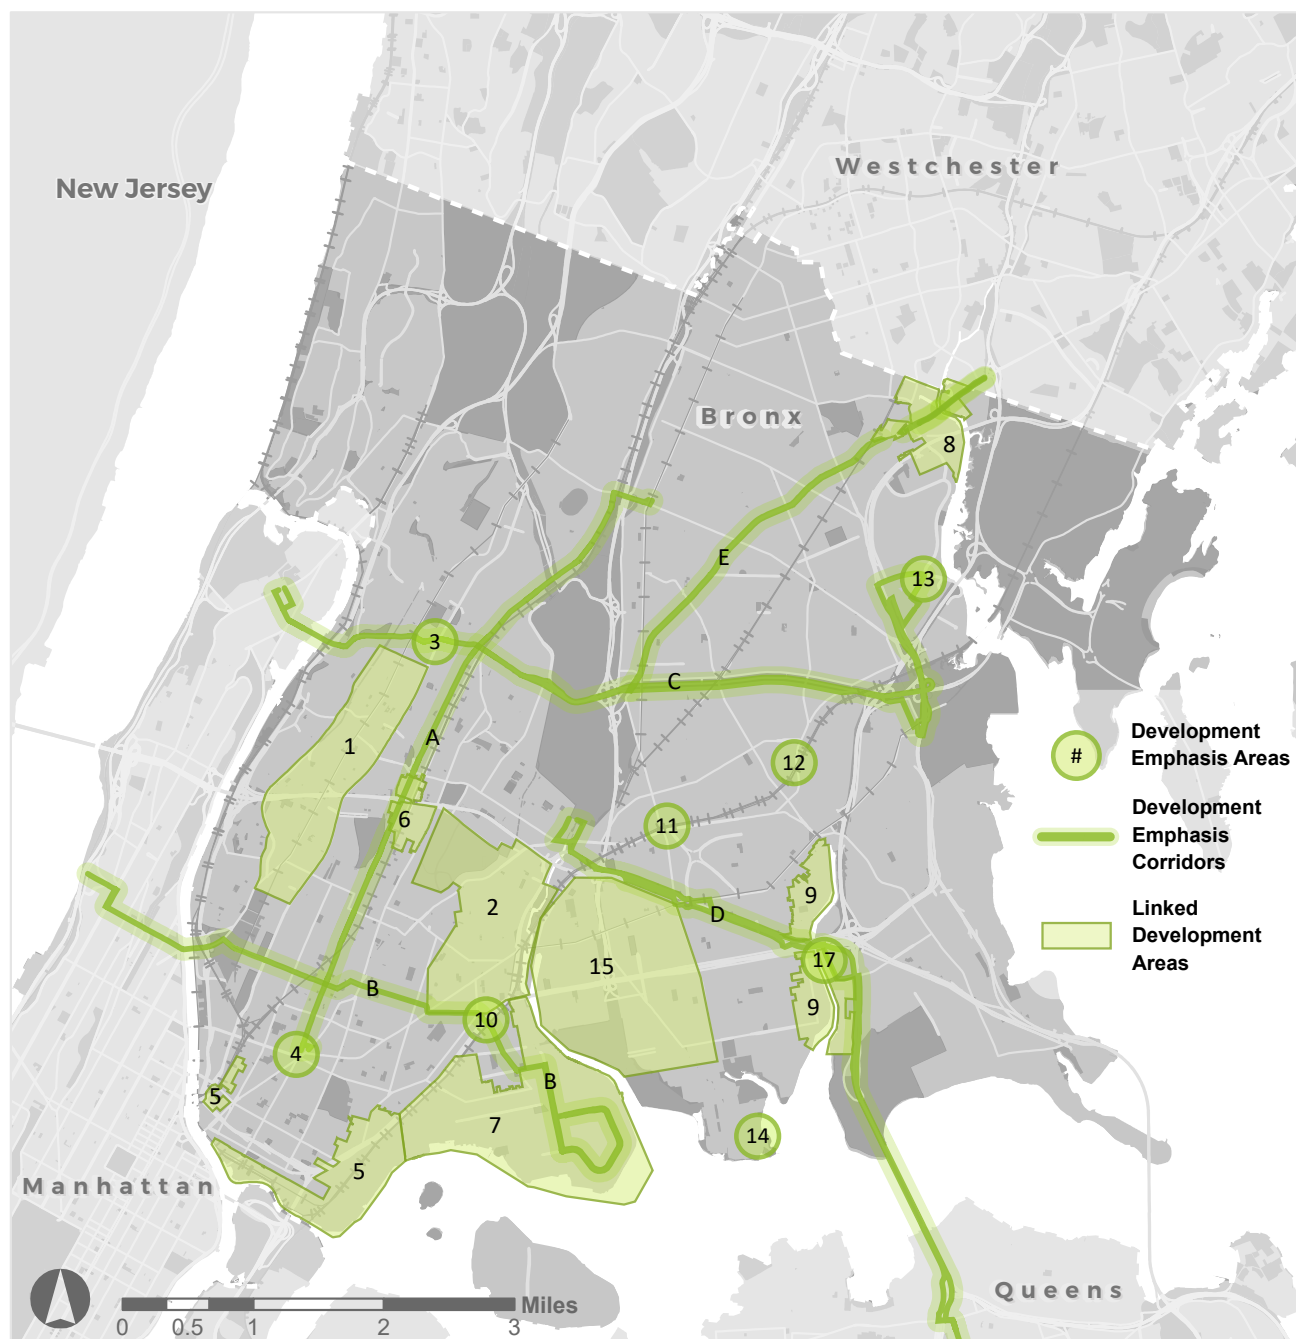 Westchester
New Jersey
Bronx
8
E
13
3
C
A
1
12
6
11
2
9
D
17
15
B
9
10
4
B
5
7
14
5
Manhattan
Queens
#
Development
Emphasis Areas
Development
Emphasis
Corridors
Linked
Development
Areas
Miles
0 0.5 1 2 3